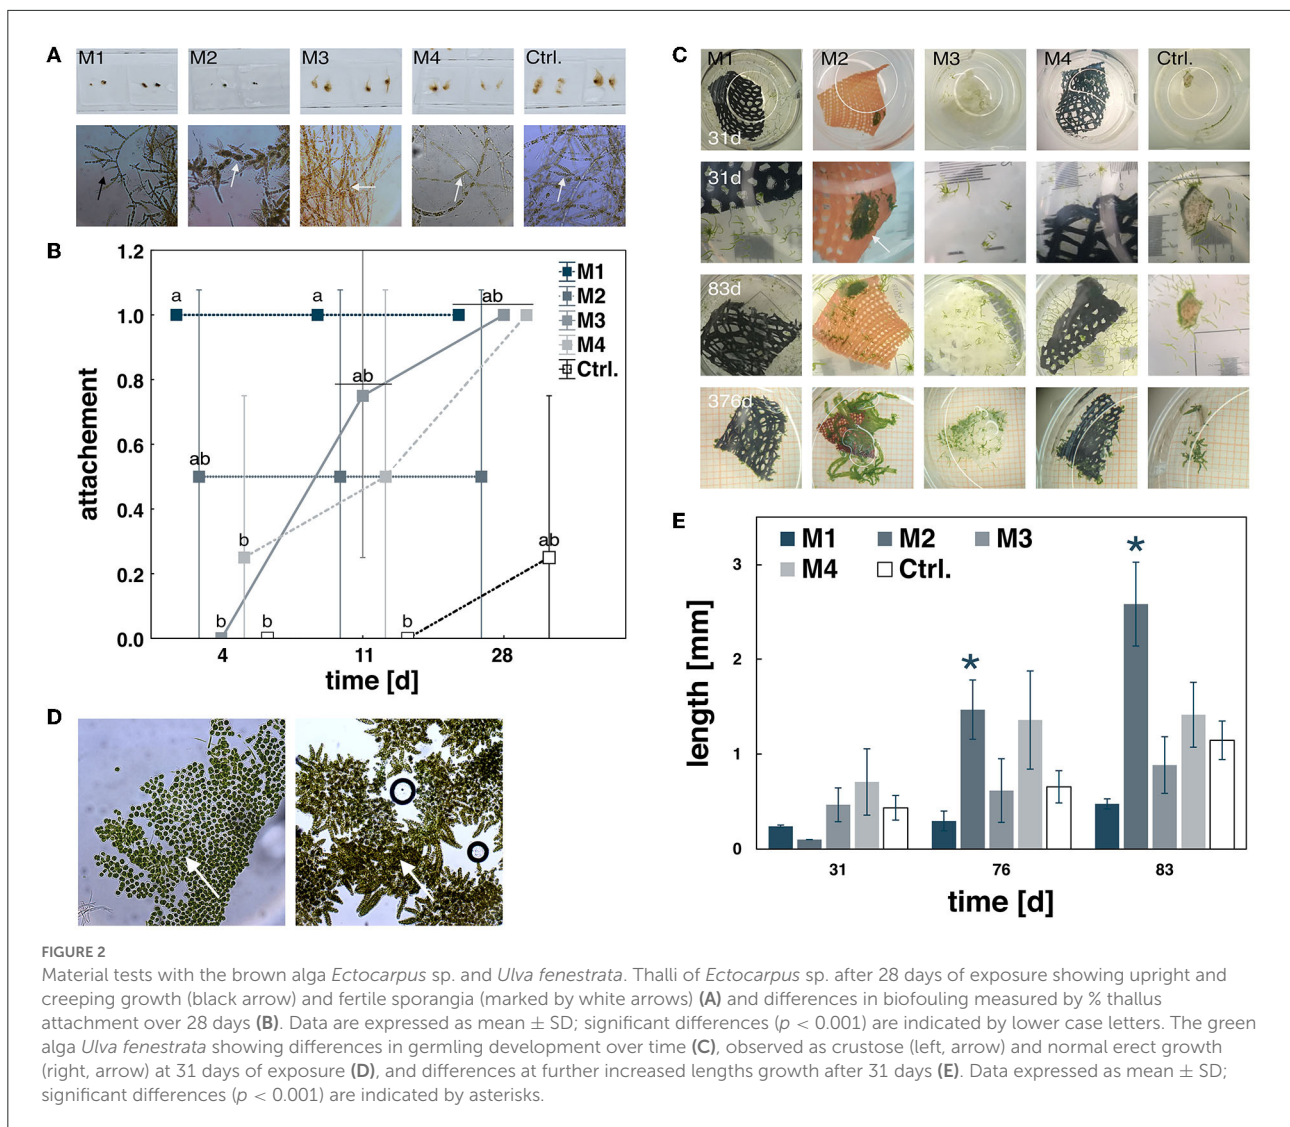 A
M1 M2 M3 M4 Ctrl.
B
1.2
1.0
0.8
0.6
0.4
0.2
0.0
attachement
a a ab
ab
ab
b ab
b b b
M1
M2
M3
M4
Ctrl.
4 11 28
time [d]
C
M1 M2 M3 M4 Ctrl.
31d
31d
83d
376d
D
E
M1 M2 M3
M4 Ctrl.
3
2
1
0
length [mm]
* *
31 76 83
time [d]
FIGURE 2
Material tests with the brown alga Ectocarpus sp. and Ulva fenestrata. Thalli of Ectocarpus sp. after 28 days of exposure showing upright and
creeping growth (black arrow) and fertile sporangia (marked by white arrows) (A) and differences in biofouling measured by % thallus
attachment over 28 days (B). Data are expressed as mean ± SD; significant differences (p < 0.001) are indicated by lower case letters. The green
alga Ulva fenestrata showing differences in germling development over time (C), observed as crustose (left, arrow) and normal erect growth
(right, arrow) at 31 days of exposure (D), and differences at further increased lengths growth after 31 days (E). Data expressed as mean ± SD;
significant differences (p < 0.001) are indicated by asterisks.